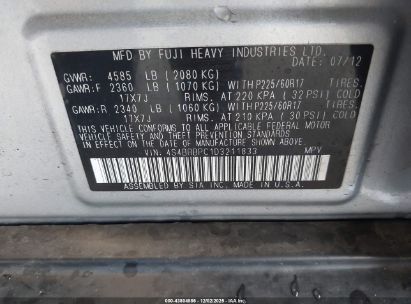 MFD. BY FUJI HEAVY INDUSTRIES LTD.
DATE: 07/12
GVWR: 4585 LB (2080 KG)
GAWR:F 2360 LB (1070 KG) WITH P225/60R17 TIRES.
17X7J RIMS. AT 220 KPA (32 PSI) COLD
GAWR:R 2340 LB (1060 KG) WITH P225/60R17 TIRES.
17X7J RIMS. AT 210 KPA (30 PSI) COLD
THIS VEHICLE CONFORMS TO ALL APPLICABLE FEDERAL MOTOR
VEHICLE SAFETY AND THEFT PREVENTION STANDARDS
IN EFFECT ON THE DATE OF MANUFACTURE SHOWN ABOVE.
VIN: MPV
ASSEMBLED BY SIA / MADE IN U.S.A.
12/02/2025